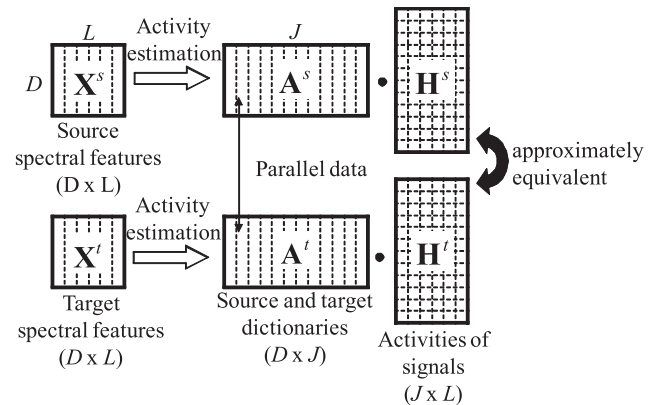 L
Activity
estimation
J
D
X^s
A^s
H^s
Source
spectral features
(D x L)
Parallel data
approximately
equivalent
Activity
estimation
X^t
A^t
H^t
Target
spectral features
(D x L)
Source and target
dictionaries
(D x J)
Activities of
signals
(J x L)